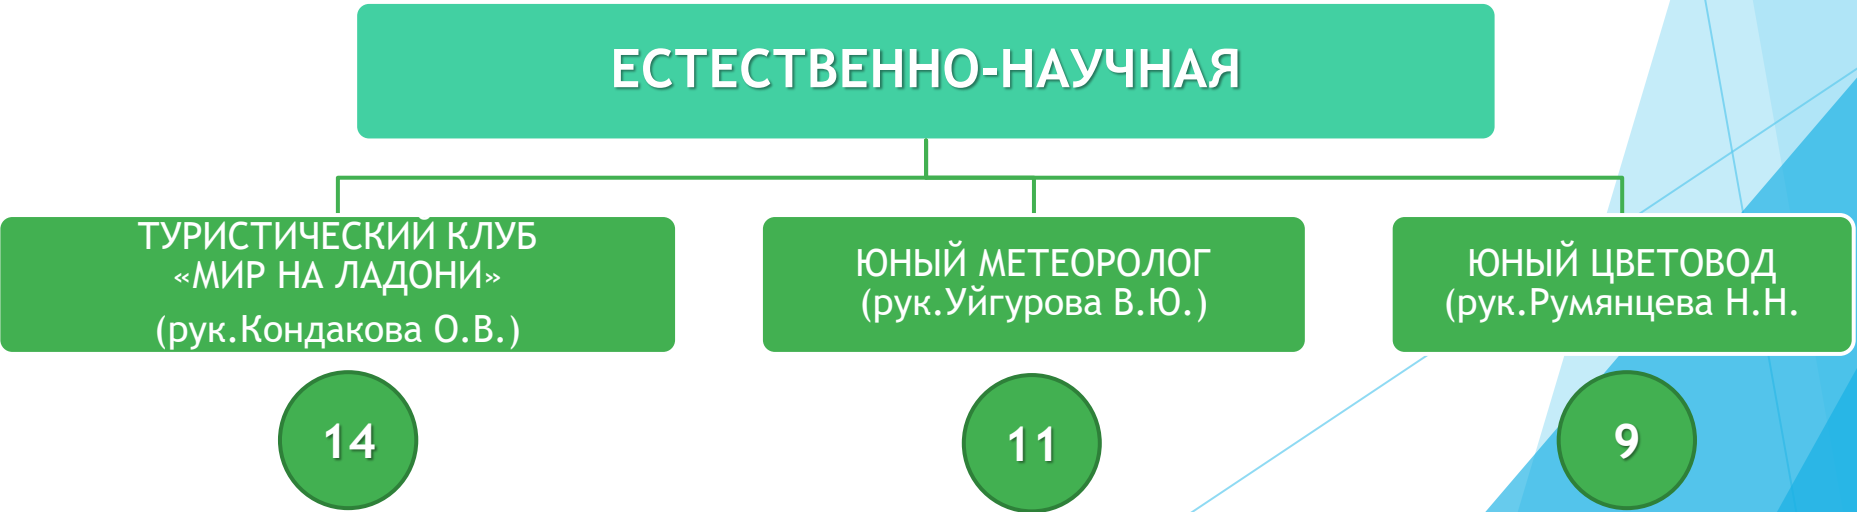 ЕСТЕСТВЕННО-НАУЧНАЯ
ТУРИСТИЧЕСКИЙ КЛУБ
«МИР НА ЛАДОНИ»
(рук.Кондакова О.В.)
ЮНЫЙ МЕТЕОРОЛОГ
(рук.Уйгурова В.Ю.)
ЮНЫЙ ЦВЕТОВОД
(рук.Румянцева Н.Н.
14
11
9